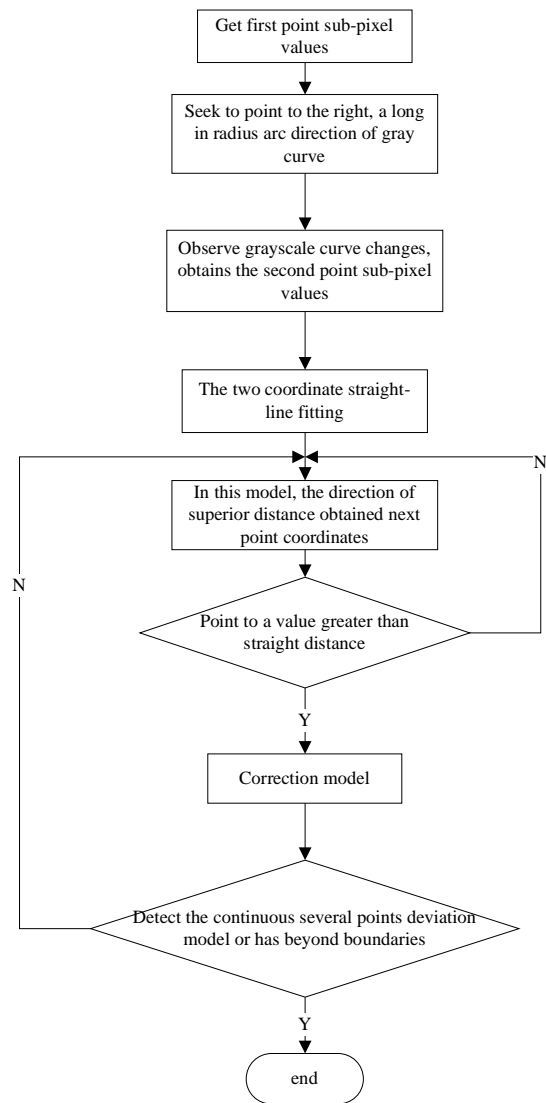 Get first point sub-pixel
values
Seek to point to the right, a long
in radius arc direction of gray
curve
Observe grayscale curve changes,
obtains the second point sub-pixel
values
The two coordinate straight-
line fitting
N
In this model, the direction of
superior distance obtained next
point coordinates
N
Point to a value greater than
straight distance
Y
Correction model
Detect the continuous several points deviation
model or has beyond boundaries
Y
end